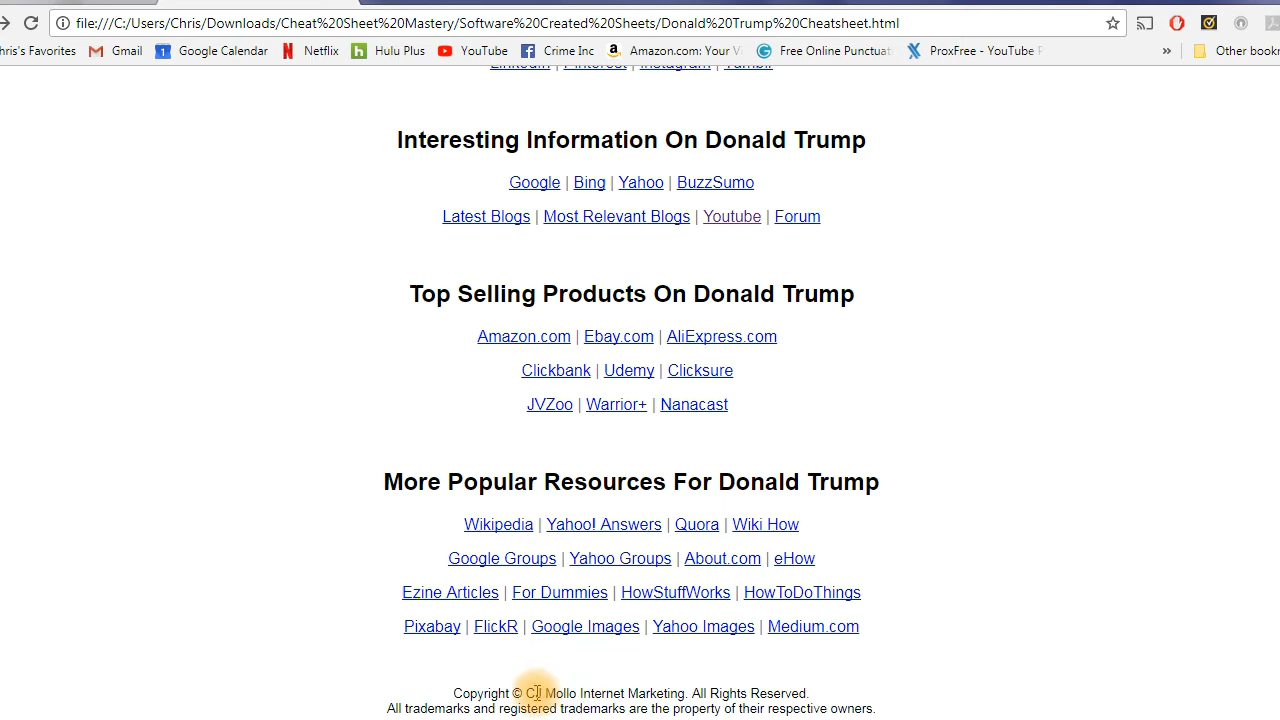 file:///C:/Users/Chris/Downloads/Cheat%20Sheet%20Mastery/Software%20Created%20Sheets/Donald%20Trump%20Cheatsheet.html
hris's Favorites Gmail Google Calendar Netflix Hulu Plus YouTube Crime Inc Amazon.com: Your Free Online Punctuat ProxFree - YouTube » Other bookm
LinkedIn | Pinterest | Instagram | Tumblr
Interesting Information On Donald Trump
Google | Bing | Yahoo | BuzzSumo
Latest Blogs | Most Relevant Blogs | Youtube | Forum
Top Selling Products On Donald Trump
Amazon.com | Ebay.com | AliExpress.com
Clickbank | Udemy | Clicksure
JVZoo | Warrior+ | Nanacast
More Popular Resources For Donald Trump
Wikipedia | Yahoo! Answers | Quora | Wiki How
Google Groups | Yahoo Groups | About.com | eHow
Ezine Articles | For Dummies | HowStuffWorks | HowToDoThings
Pixabay | FlickR | Google Images | Yahoo Images | Medium.com
Copyright © CJ Mollo Internet Marketing. All Rights Reserved.
All trademarks and registered trademarks are the property of their respective owners.